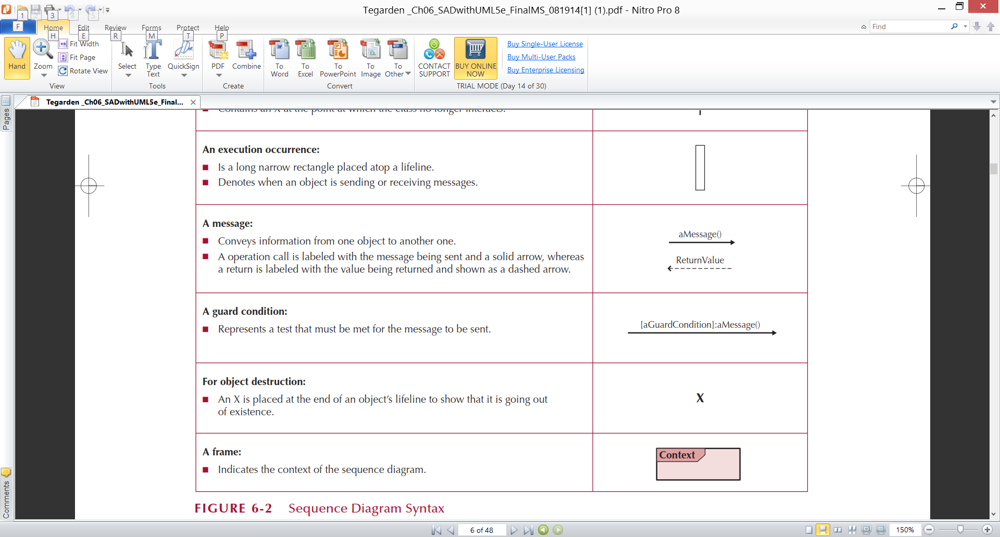 Tegarden _Ch06_SADwithUML5e_FinalMS_081914[1] (1).pdf - Nitro Pro 8
1 2 3 4 5
F Home Edit Review Forms Protect Help
H E R M T P
Find
Hand
Zoom
Fit Width
Fit Page
Rotate View
View
Select
Type Text
QuickSign
Tools
PDF
Combine
Create
To Word
To Excel
To PowerPoint
To Image
To Other
Convert
CONTACT SUPPORT
BUY ONLINE NOW
Buy Single-User License
Buy Multi-User Packs
Buy Enterprise Licensing
TRIAL MODE (Day 14 of 30)
Pages
Tegarden _Ch06_SADwithUML5e_Final...
Contains an X at the point at which the class no longer interacts.
An execution occurrence:
Is a long narrow rectangle placed atop a lifeline.
Denotes when an object is sending or receiving messages.
A message:
Conveys information from one object to another one.
A operation call is labeled with the message being sent and a solid arrow, whereas
a return is labeled with the value being returned and shown as a dashed arrow.
aMessage()
ReturnValue
A guard condition:
Represents a test that must be met for the message to be sent.
[aGuardCondition]:aMessage()
For object destruction:
An X is placed at the end of an object’s lifeline to show that it is going out
of existence.
X
A frame:
Indicates the context of the sequence diagram.
Context
FIGURE 6-2 Sequence Diagram Syntax
Comments
6 of 48
150%